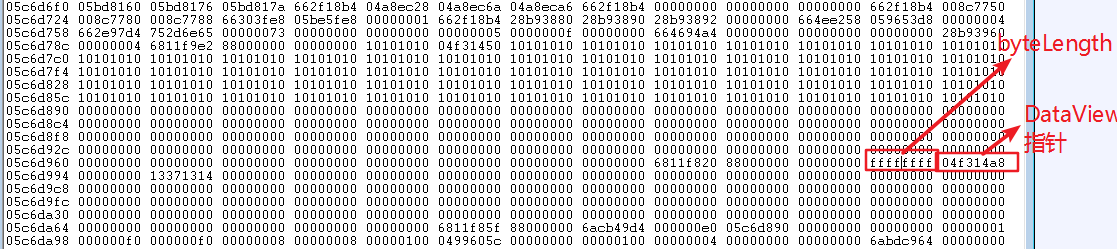 05c6d6f0 05bd8160 05bd8176 05bd817a 662f18b4 04a8ec28 04a8ec6a 04a8eca6 662f18b4 00000000 00000000 00000000 662f18b4 008c7750
05c6d724 008c7780 008c7788 66303fe8 05be5fe8 00000001 662f18b4 28b93880 28b93890 28b93892 00000000 664ee258 059653d8 00000004
05c6d758 662e97d4 752d6e65 00000073 00000000 00000000 00000005 00000000 0000000f 00000000 664694a4 00000000 00000000 28b93960
05c6d78c 00000004 6811f9e2 88000000 00000000 10101010 04f31450 10101010 10101010 10101010 10101010 10101010 10101010 10101010
byteLength
05c6d7c0 10101010 10101010 10101010 10101010 10101010 10101010 10101010 10101010 10101010 10101010 10101010 10101010 10101010
05c6d7f4 10101010 10101010 10101010 10101010 10101010 10101010 10101010 10101010 10101010 10101010 10101010 10101010 10101010
05c6d828 10101010 10101010 10101010 10101010 10101010 10101010 10101010 10101010 10101010 10101010 10101010 10101010 10101010
05c6d85c 10101010 10101010 10101010 10101010 10101010 10101010 10101010 10101010 10101010 10101010 10101010 10101010 10101010
05c6d890 00000000 00000000 00000000 00000000 00000000 00000000 00000000 00000000 00000000 00000000 00000000 00000000 00000000
DataView
05c6d8c4 00000000 00000000 00000000 00000000 00000000 00000000 00000000 00000000 00000000 00000000 00000000 00000000 00000000
05c6d8f8 00000000 00000000 00000000 00000000 00000000 00000000 00000000 00000000 00000000 00000000 00000000 00000000 00000000
指针
05c6d92c 00000000 00000000 00000000 00000000 00000000 00000000 00000000 00000000 00000000 00000000 00000000 00000000 00000000
05c6d960 00000000 00000000 00000000 00000000 00000000 00000000 00000000 00000000 6811f820 88000000 00000000 ffffffff 04f314a8
05c6d994 00000000 13371314 00000000 00000000 00000000 00000000 00000000 00000000 00000000 00000000 00000000 00000000 00000000
05c6d9c8 00000000 00000000 00000000 00000000 00000000 00000000 00000000 00000000 00000000 00000000 00000000 00000000 00000000
05c6d9fc 00000000 00000000 00000000 00000000 00000000 00000000 00000000 00000000 00000000 00000000 00000000 00000000 00000000
05c6da30 00000000 00000000 00000000 00000000 00000000 00000000 00000000 00000000 00000000 00000000 00000000 00000000 00000000
05c6da64 00000000 00000000 00000000 00000000 00000000 6811f85f 88000000 6acb49d4 000000e0 05c6d890 00000000 00000000 00000001
05c6da98 000000f0 000000f0 00000008 00000008 00000100 0499605c 00000000 00000100 00000004 00000000 00000000 6abdc964 00000000